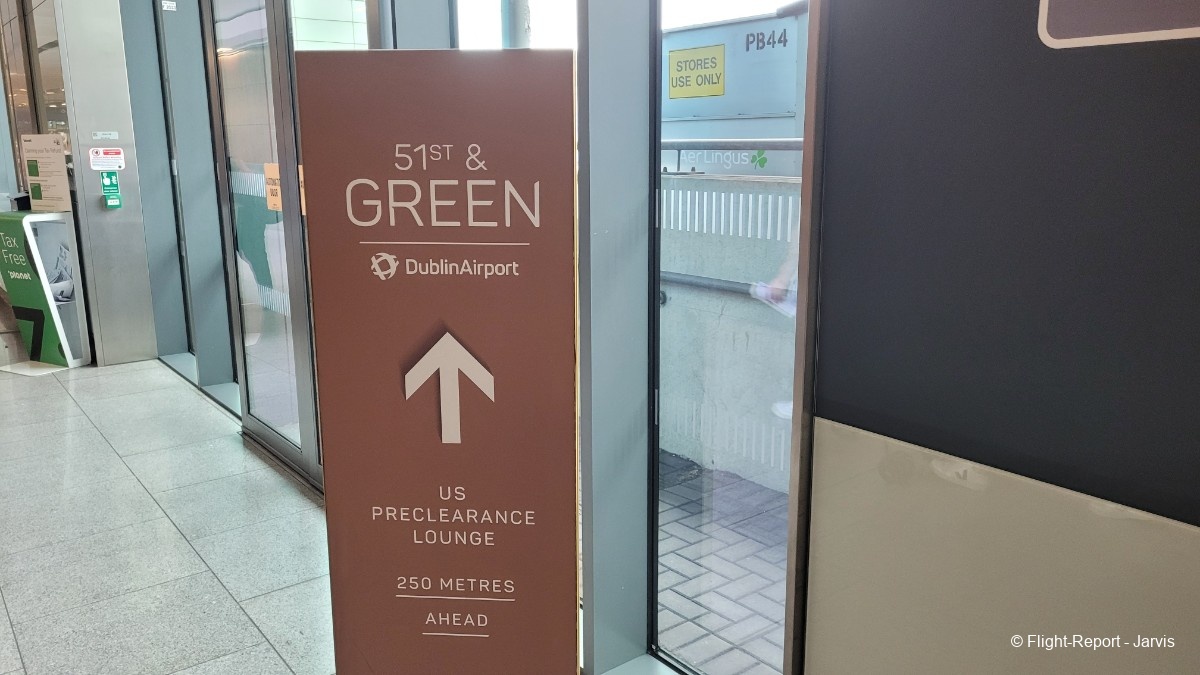 51ST &
GREEN
DublinAirport
US
PRECLEARANCE
LOUNGE
250 METRES
AHEAD
PB44
STORES
USE ONLY
Aer Lingus
Tax
Free
planet
© Flight-Report - Jarvis